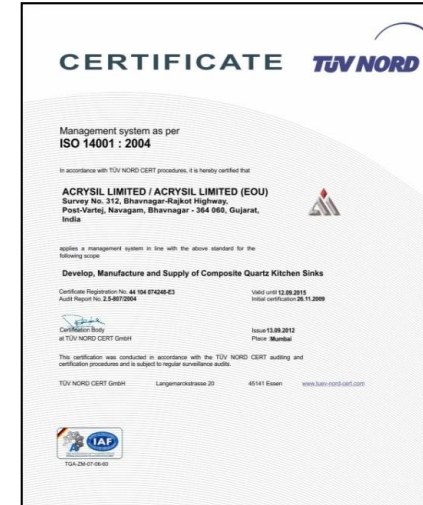 CERTIFICATE TÜV NORD
Management system as per
ISO 14001 : 2004
In accordance with TÜV NORD CERT procedures, it is hereby certified that
ACRYSIL LIMITED / ACRYSIL LIMITED (EOU)
Survey No. 312, Bhavnagar-Rajkot Highway,
Post-Vartej, Navagam, Bhavnagar - 364 060, Gujarat,
India
applies a management system in line with the above standard for the
following scope
Develop, Manufacture and Supply of Composite Quartz Kitchen Sinks
Certificate Registration No. 44 104 074248-E3 Valid until 12.09.2015
Audit Report No. 2.5-807/2004 Initial certification 26.11.2009
Certification Body Issue 13.09.2012
at TÜV NORD CERT GmbH Place :Mumbai
This certification was conducted in accordance with the TÜV NORD CERT auditing and
certification procedures and is subject to regular surveillance audits.
TÜV NORD CERT GmbH Langemarckstrasse 20 45141 Essen www.tuev-nord-cert.com
IAF
TGA-ZM-07-06-60